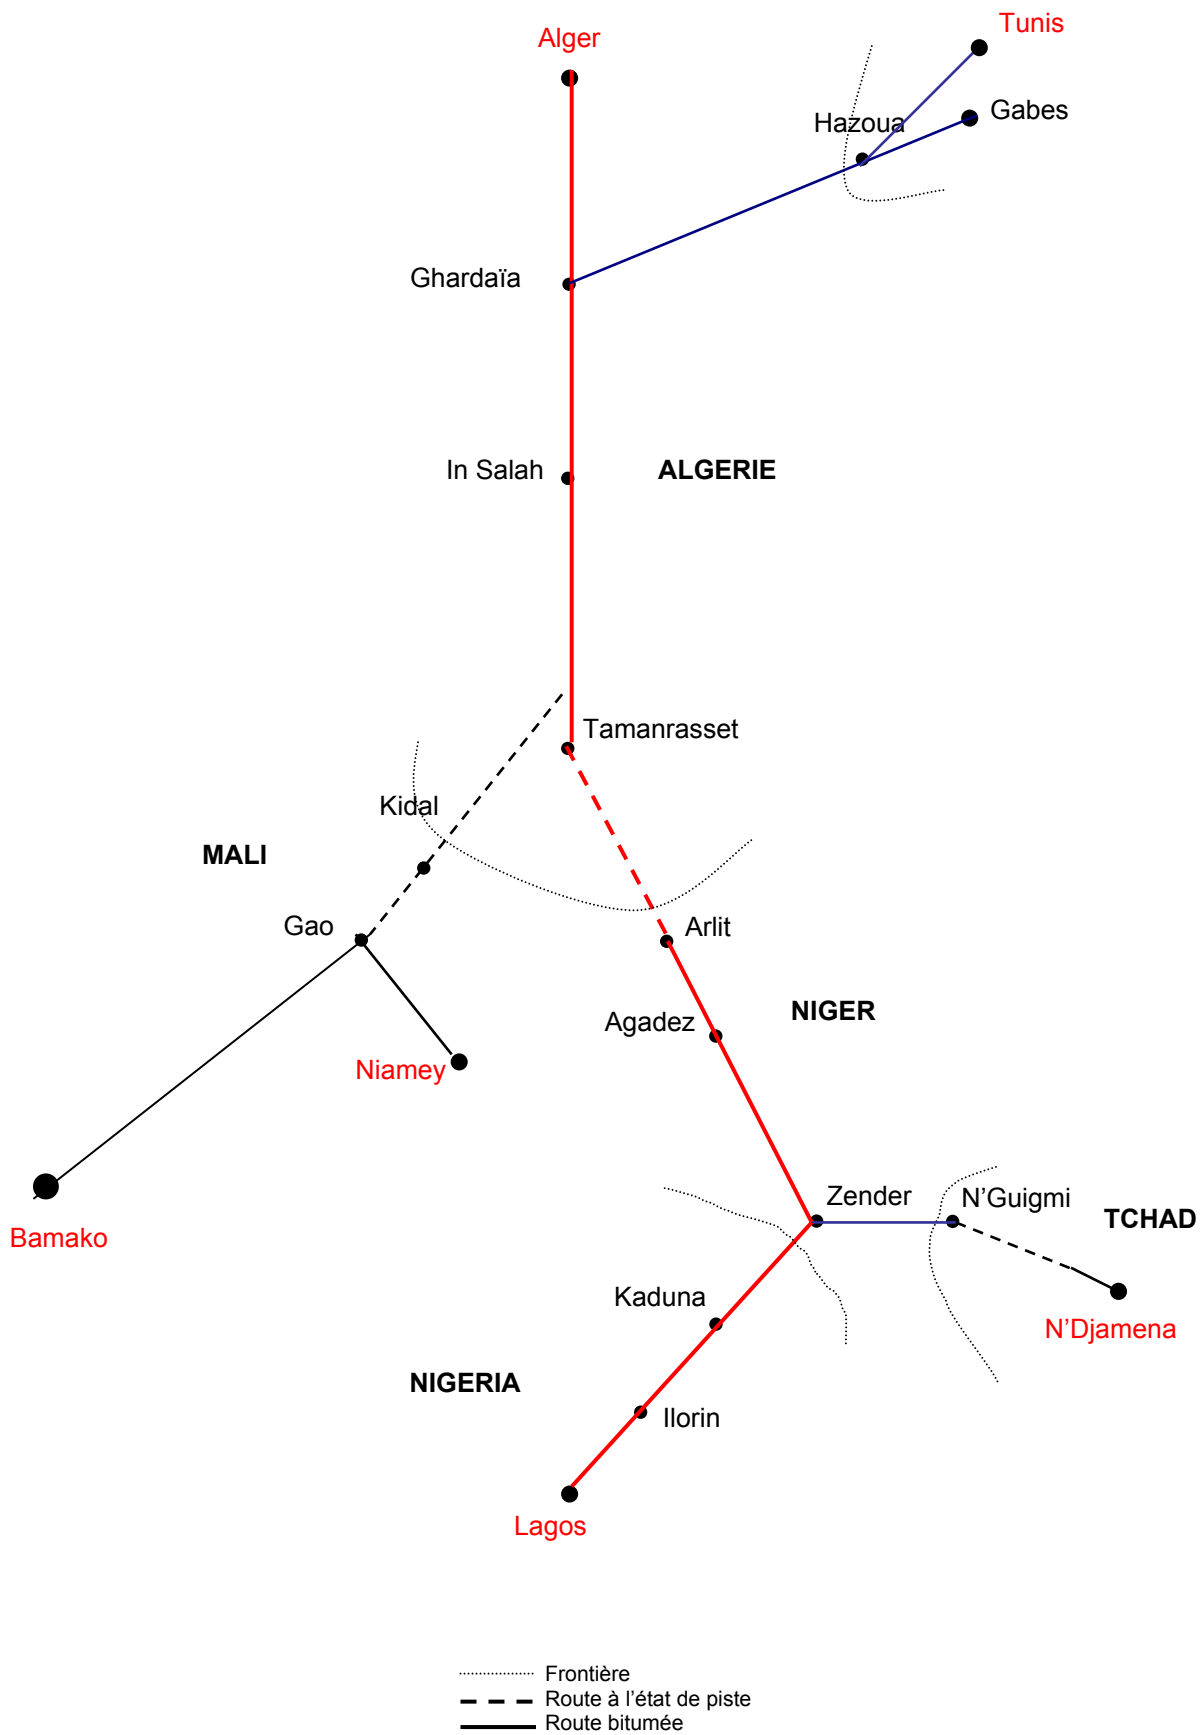 Tunis
Alger
Gabes
Hazoua
Ghardaïa
In Salah
ALGERIE
Tamanrasset
Kidal
MALI
Gao
Arlit
NIGER
Agadez
Niamey
Zender
N'Guigmi
TCHAD
Bamako
Kaduna
N'Djamena
NIGERIA
Ilorin
Lagos
Frontière
Route à l'état de piste
Route bitumée